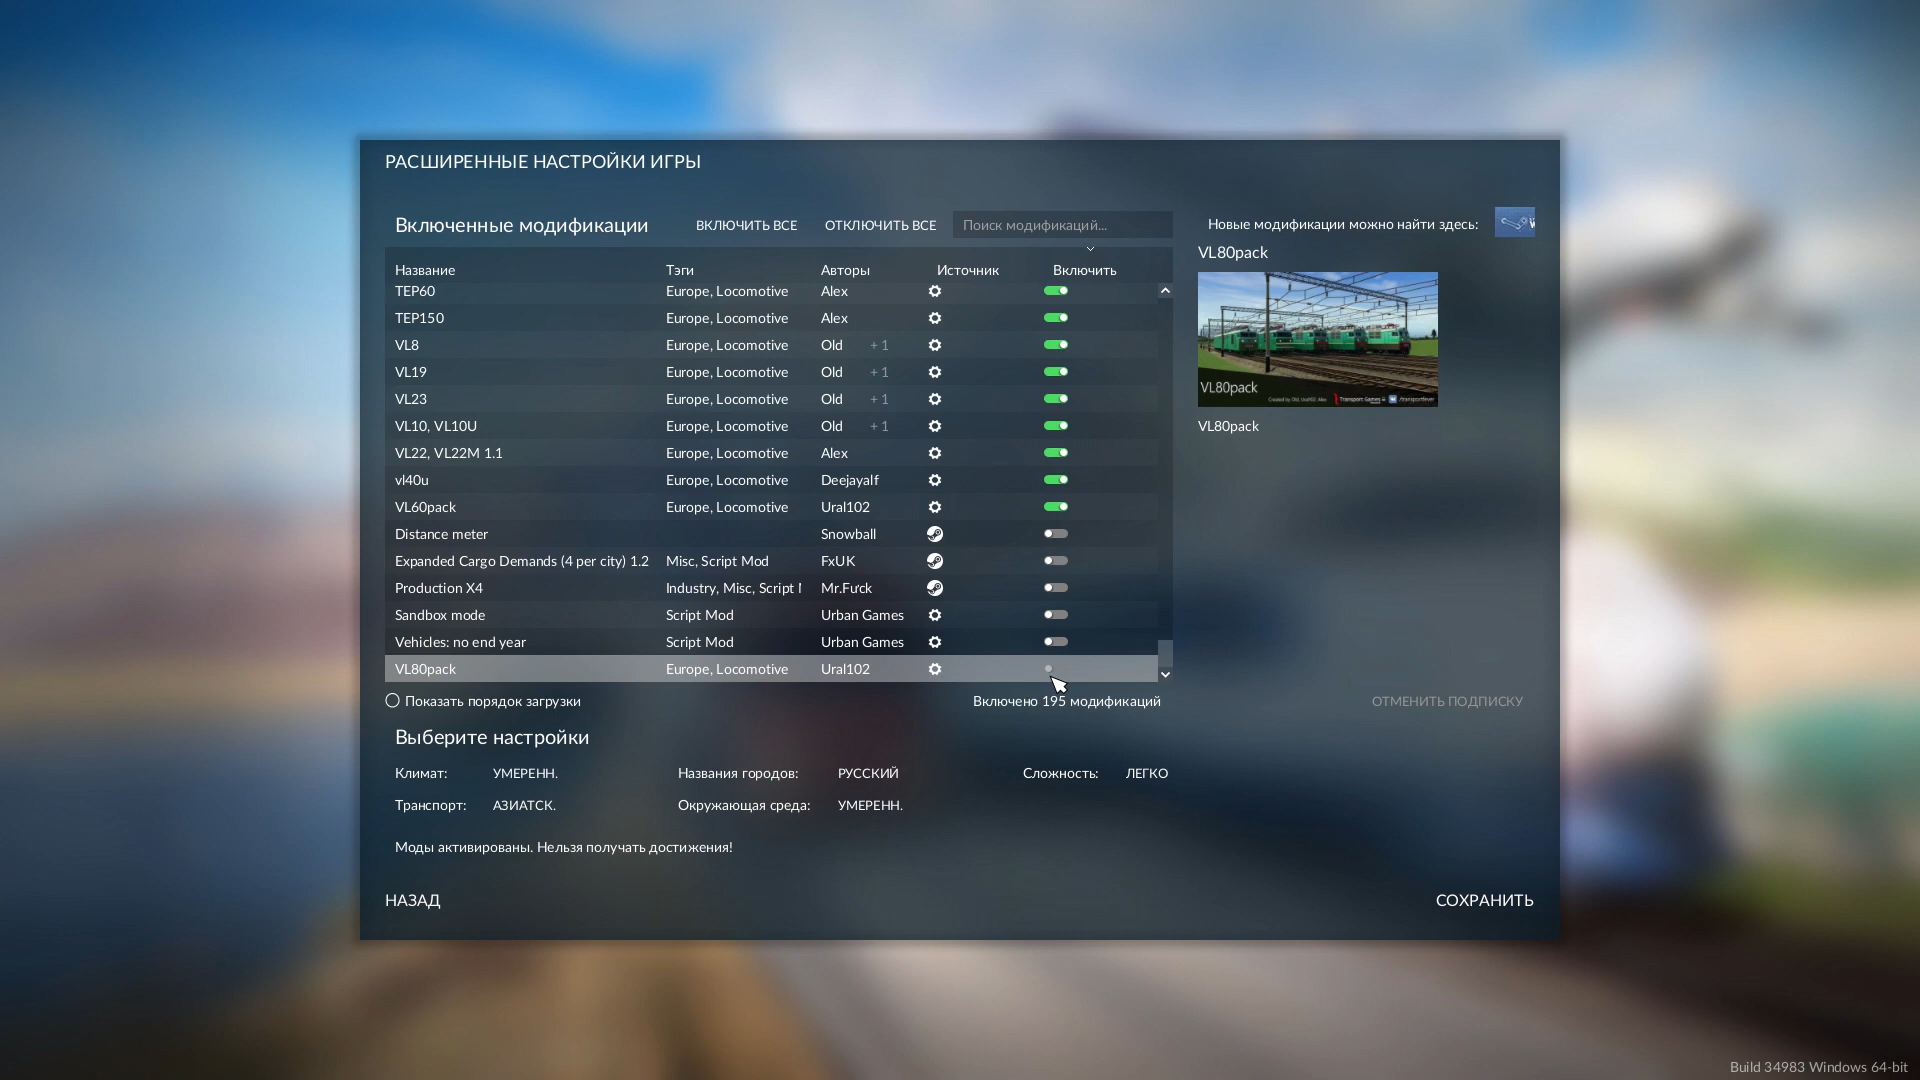 РАСШИРЕННЫЕ НАСТРОЙКИ ИГРЫ
Включенные модификации ВКЛЮЧИТЬ ВСЕ ОТКЛЮЧИТЬ ВСЕ Поиск модификаций... Новые модификации можно найти здесь:
VL80pack
Название Тэги Авторы Источник Включить
TEP60 Europe, Locomotive Alex
TEP150 Europe, Locomotive Alex
VL8 Europe, Locomotive Old + 1
VL19 Europe, Locomotive Old + 1
VL23 Europe, Locomotive Old + 1
VL80pack
VL10, VL10U Europe, Locomotive Old + 1
VL80pack
VL22, VL22M 1.1 Europe, Locomotive Alex
vl40u Europe, Locomotive Deejayalf
VL60pack Europe, Locomotive Ural102
Distance meter Snowball
Expanded Cargo Demands (4 per city) 1.2 Misc, Script Mod FxUK
Production X4 Industry, Misc, Script Mr.Fu'ck
Sandbox mode Script Mod Urban Games
Vehicles: no end year Script Mod Urban Games
VL80pack Europe, Locomotive Ural102
Показать порядок загрузки Включено 195 модификаций ОТМЕНИТЬ ПОДПИСКУ
Выберите настройки
Климат: УМЕРЕНН. Названия городов: РУССКИЙ Сложность: ЛЕГКО
Транспорт: АЗИАТСК. Окружающая среда: УМЕРЕНН.
Моды активированы. Нельзя получать достижения!
НАЗАД СОХРАНИТЬ
Build 34983 Windows 64-bit